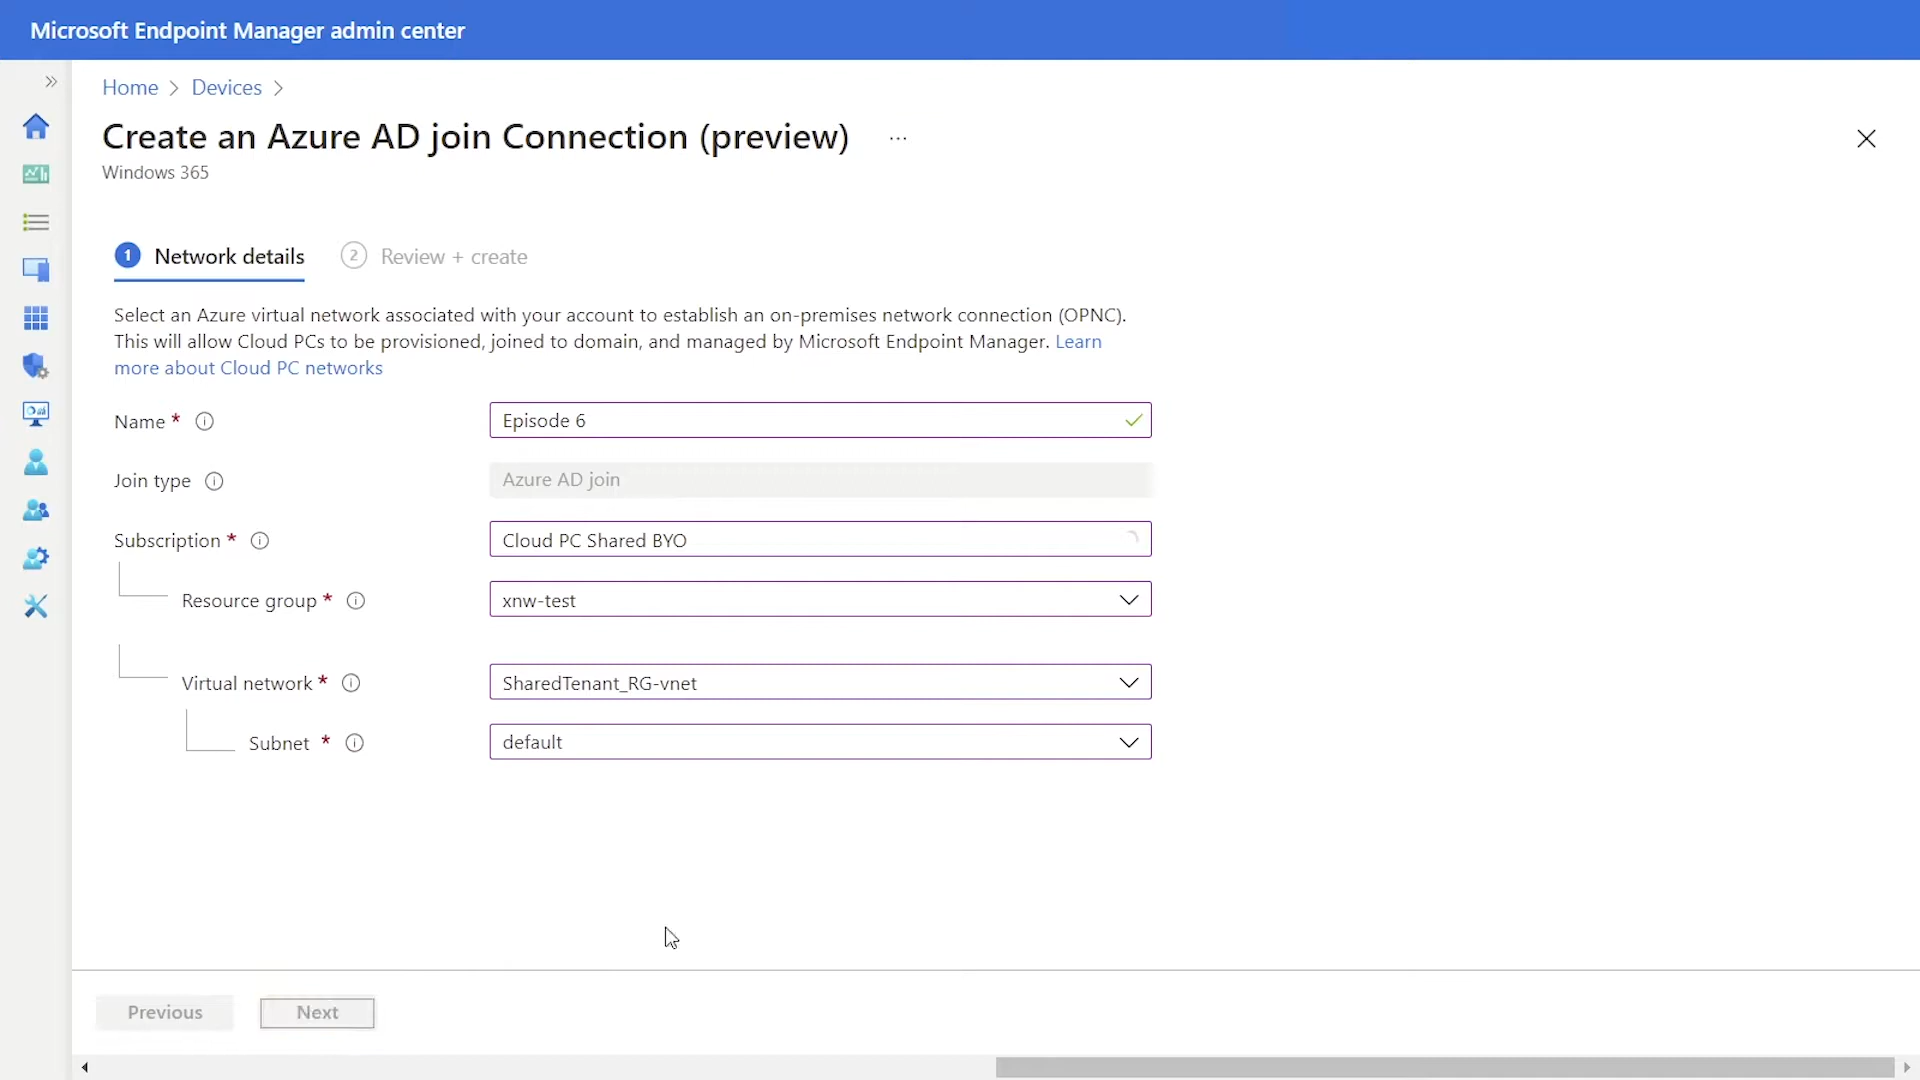 Microsoft Endpoint Manager admin center
Home > Devices >
Create an Azure AD join Connection (preview) ...
Windows 365
1 Network details 2 Review + create
Select an Azure virtual network associated with your account to establish an on-premises network connection (OPNC).
This will allow Cloud PCs to be provisioned, joined to domain, and managed by Microsoft Endpoint Manager. Learn
more about Cloud PC networks
Name * Episode 6
Join type Azure AD join
Subscription * Cloud PC Shared BYO
Resource group * xnw-test
Virtual network * SharedTenant_RG-vnet
Subnet * default
Previous Next